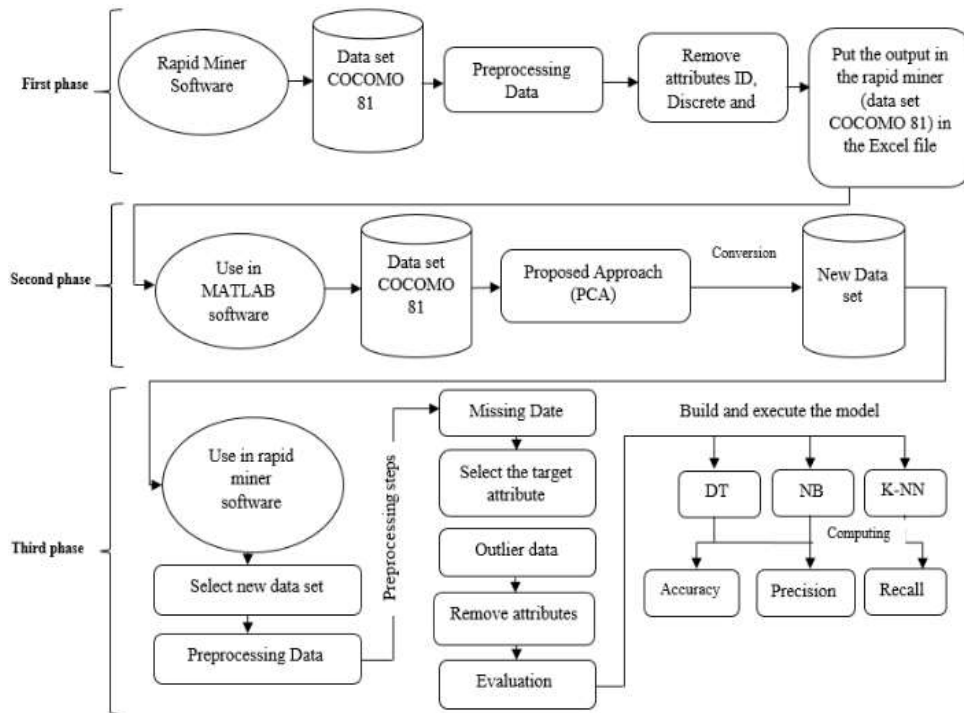 First phase
Rapid Miner
Software
Data set
COCOMO
81
Preprocessing
Data
Remove
attributes ID,
Discrete and
Put the output in
the rapid miner
(data set
COCOMO 81) in
the Excel file
Second phase
Use in
MATLAB
software
Data set
COCOMO
81
Proposed Approach
(PCA)
Conversion
New Data
set
Third phase
Use in rapid
miner
software
Select new data set
Preprocessing Data
Preprocessing steps
Missing Date
Select the target
attribute
Outlier data
Remove attributes
Evaluation
Build and execute the model
DT
NB
K-NN
Computing
Accuracy
Precision
Recall